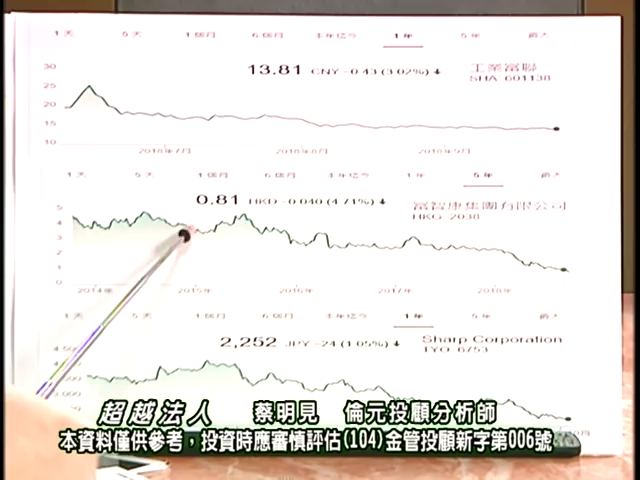 1天 5天 1個月 6個月 本年迄今 1年 5年 最大
13.81 CNY -0.43 (3.02%) ↓
工業富聯
SHA: 601138
30
25
20
15
10
2018年7月 2018年8月 2018年9月
1天 5天 1個月 6個月 本年迄今 1年 5年 最大
0.81 HKD -0.040 (4.71%) ↓
富智康集團有限公司
HKG: 2038
5
4
3
2
1
0
2014年 2015年 2016年 2017年 2018年
1天 5天 1個月 6個月 本年迄今 1年 5年 最大
2,252 JPY -24 (1.05%) ↓
Sharp Corporation
TYO: 6753
超越法人 蔡明見 倫元投顧分析師
本資料僅供參考，投資時應審慎評估(104)金管投顧新字第006號